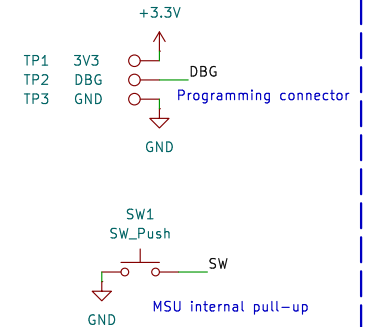 +3.3V
TP1 3V3
DBG
TP2 DBG
TP3 GND
Programming connector
GND
SW1
SW_Push
SW
MSU internal pull-up
GND